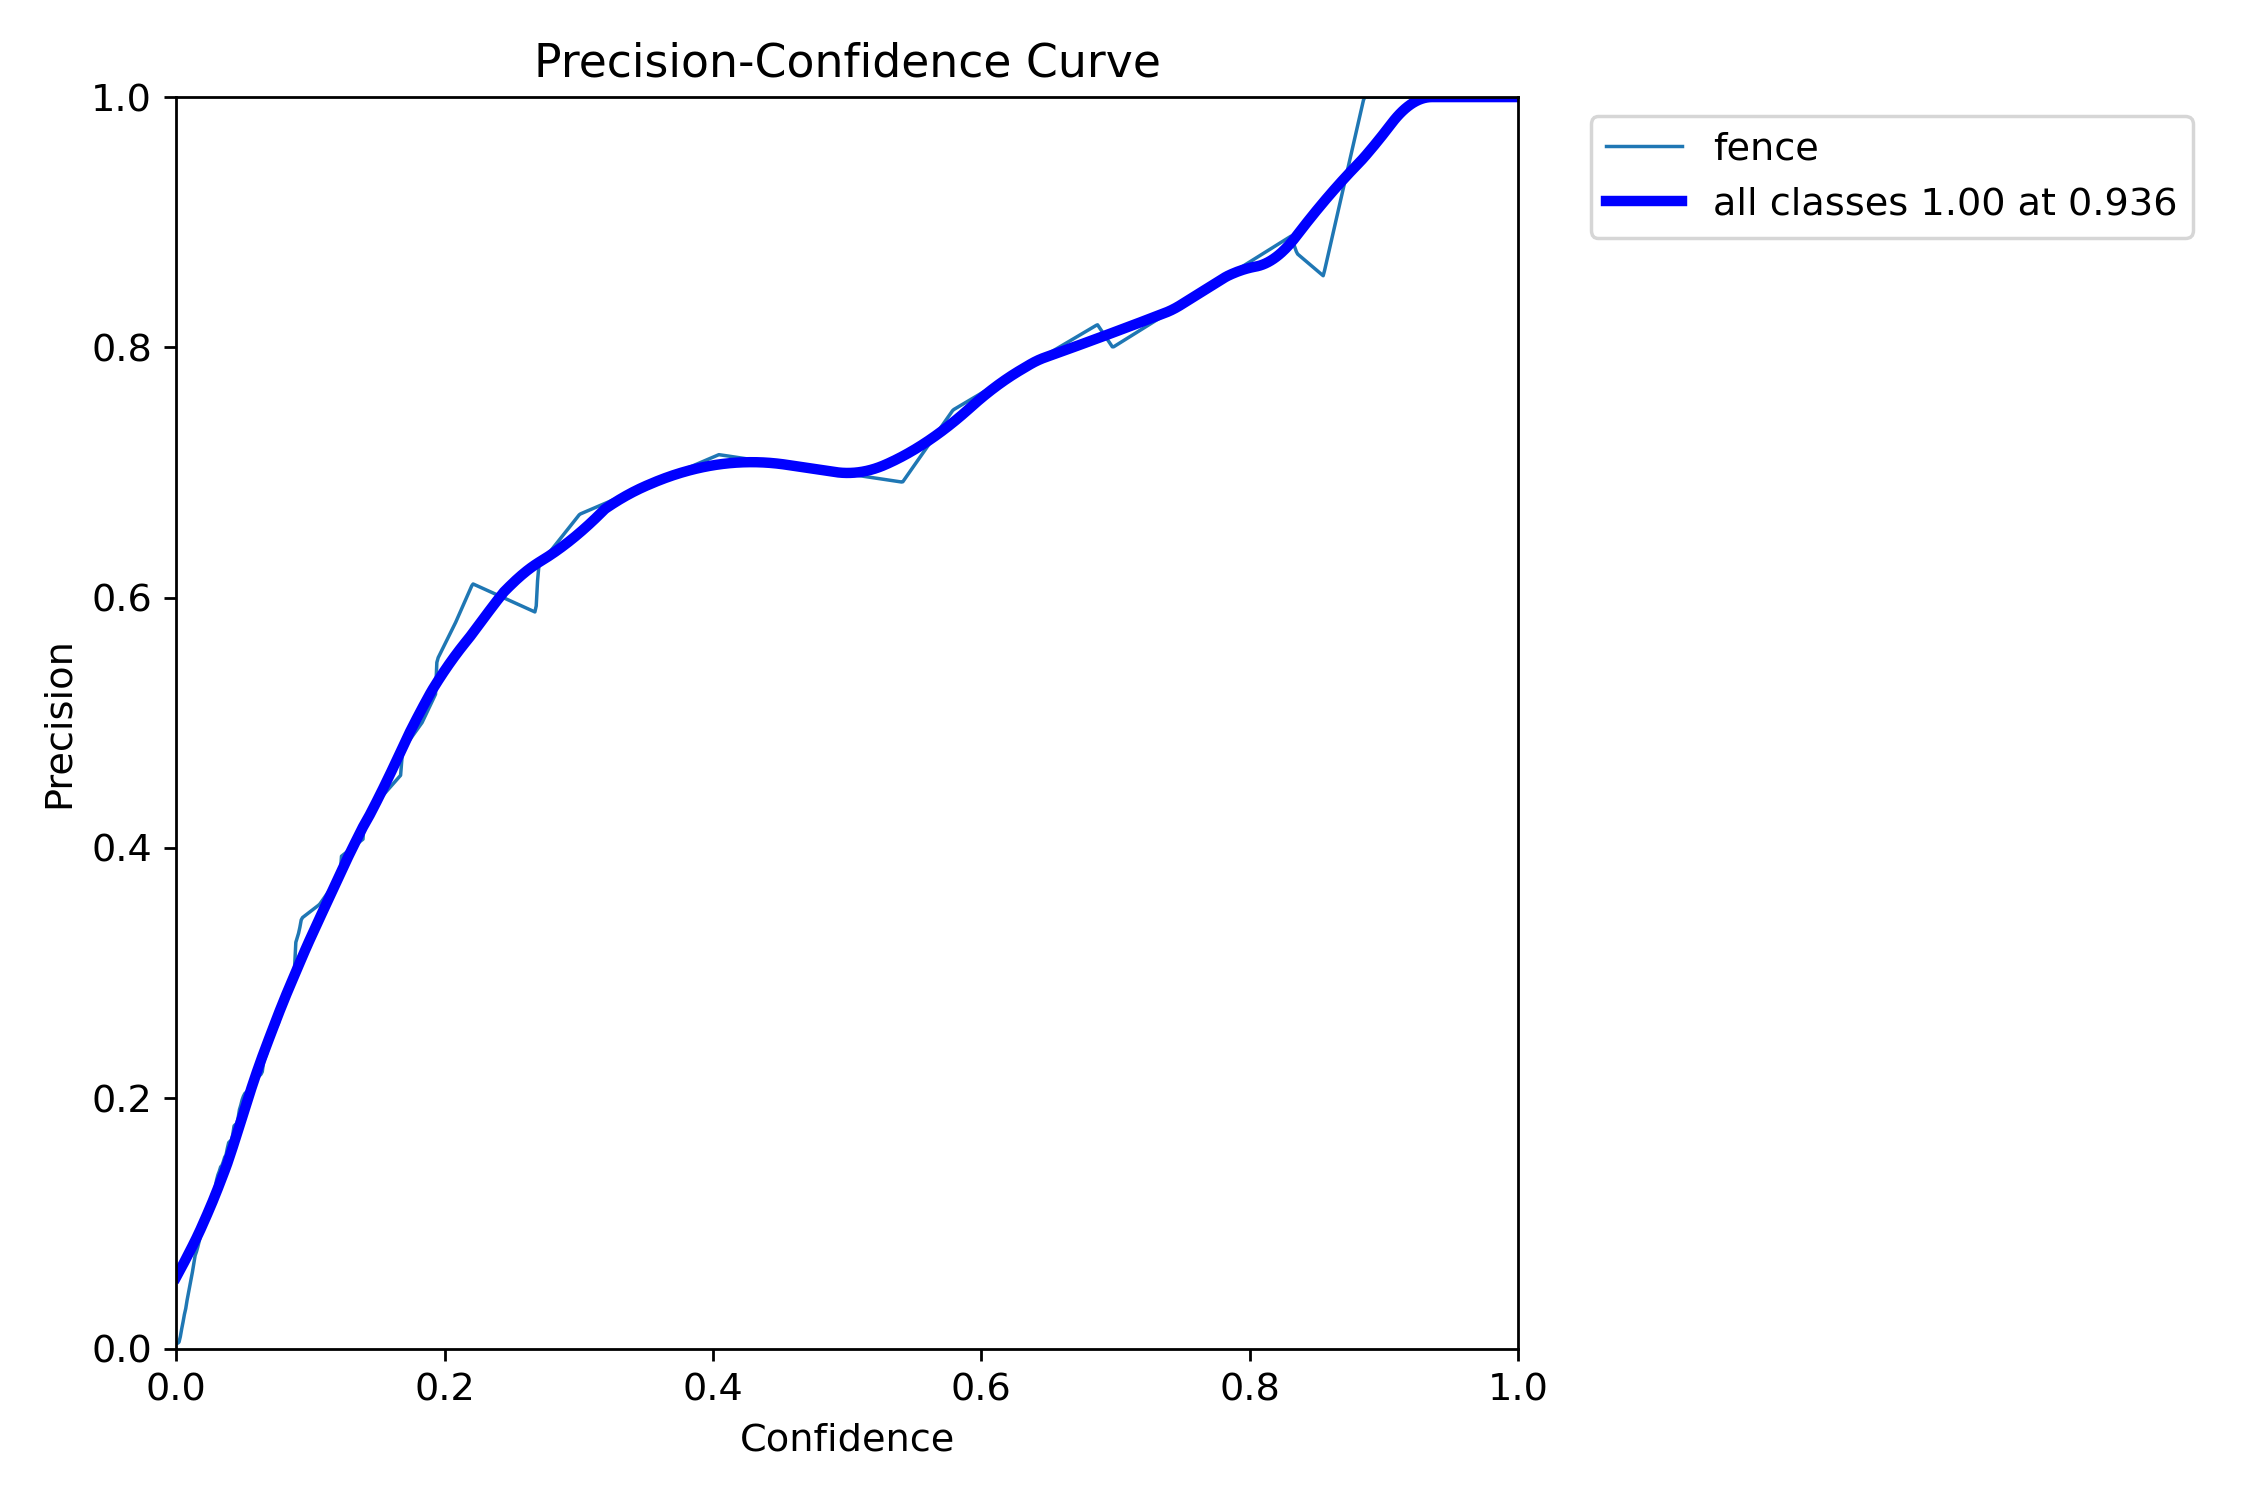 Precision-Confidence Curve
1.0
0.8
0.6
0.4
0.2
0.0
Precision
0.0 0.2 0.4 0.6 0.8 1.0
Confidence
fence
all classes 1.00 at 0.936